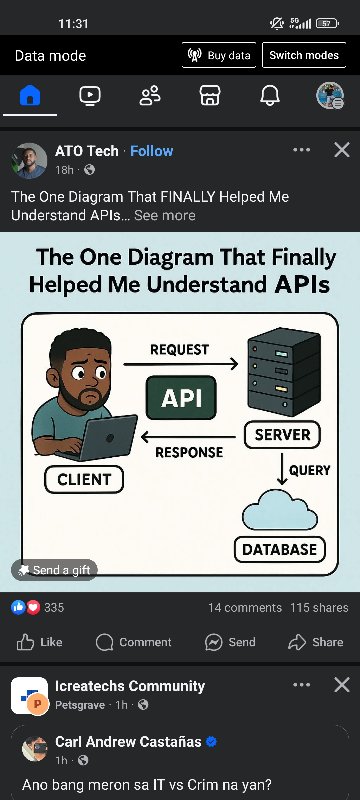 11:31
5G
57
Data mode
Buy data
Switch modes
ATO Tech · Follow
18h ·
The One Diagram That FINALLY Helped Me
Understand APIs... See more
The One Diagram That Finally
Helped Me Understand APIs
REQUEST
API
RESPONSE
CLIENT
SERVER
QUERY
DATABASE
Send a gift
335
14 comments 115 shares
Like
Comment
Send
Share
Icreatechs Community
P
Petsgrave · 1h ·
Carl Andrew Castañas
1h ·
Ano bang meron sa IT vs Crim na yan?